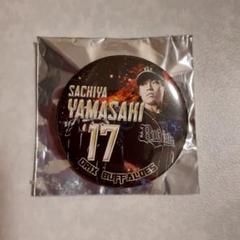 SACHIYA
YAMASAKI
17
ORIX BUFFALOES